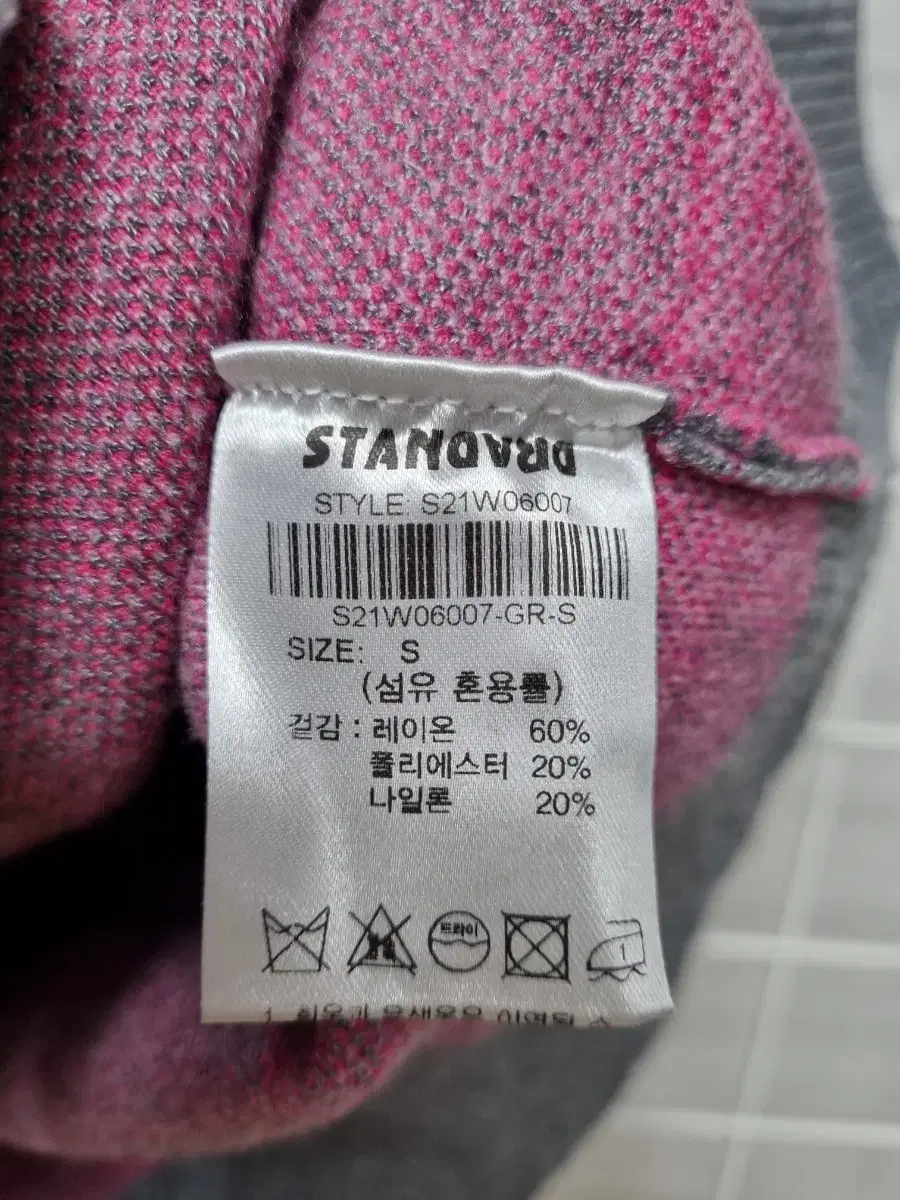 STYLE: S21W06007
S21W06007-GR-S
SIZE: S
(섬유 혼용률)
겉감 : 레이온 60%
폴리에스터 20%
나일론 20%
드라이
1